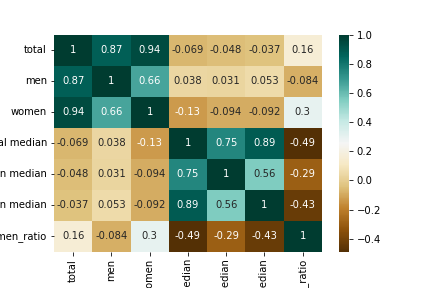 total 1 0.87 0.94 -0.069 -0.048 -0.037 0.16
men 0.87 1 0.66 0.038 0.031 0.053 -0.084
women 0.94 0.66 1 -0.13 -0.094 -0.092 0.3
al median -0.069 0.038 -0.13 1 0.75 0.89 -0.49
n median -0.048 0.031 -0.094 0.75 1 0.56 -0.29
n median -0.037 0.053 -0.092 0.89 0.56 1 -0.43
men_ratio 0.16 -0.084 0.3 -0.49 -0.29 -0.43 1
total men omen edian edian edian _ratio
1.0
0.8
0.6
0.4
0.2
0.0
−0.2
−0.4